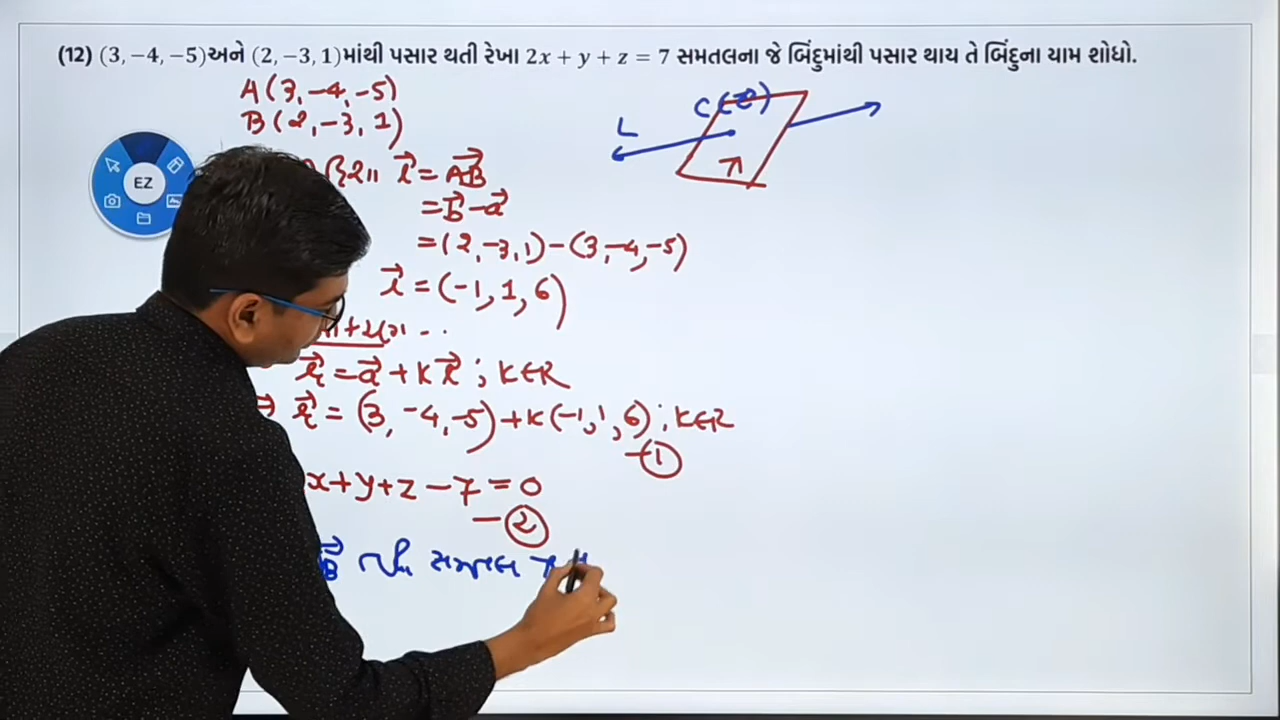 (12) (3, −4, −5)અને (2, −3, 1)માંથી પસાર થતી રેખા 2x + y + z = 7 સમતલના જે બિંદુમાંથી પસાર થાય તે બિંદુના યામ શોધો.
A(3, -4, -5)
B(2, -3, 1)
C(
L
π
EZ
l⃗ = AB⃗
= b⃗ - a⃗
= (2, -3, 1) - (3, -4, -5)
l⃗ = (-1, 1, 6)
r⃗ = a⃗ + k l⃗ ; k∈R
⇒ r⃗ = (3, -4, -5) + k(-1, 1, 6) ; k∈R
— 1
x + y + z - 7 = 0
— 2
B⃗ સમતલ